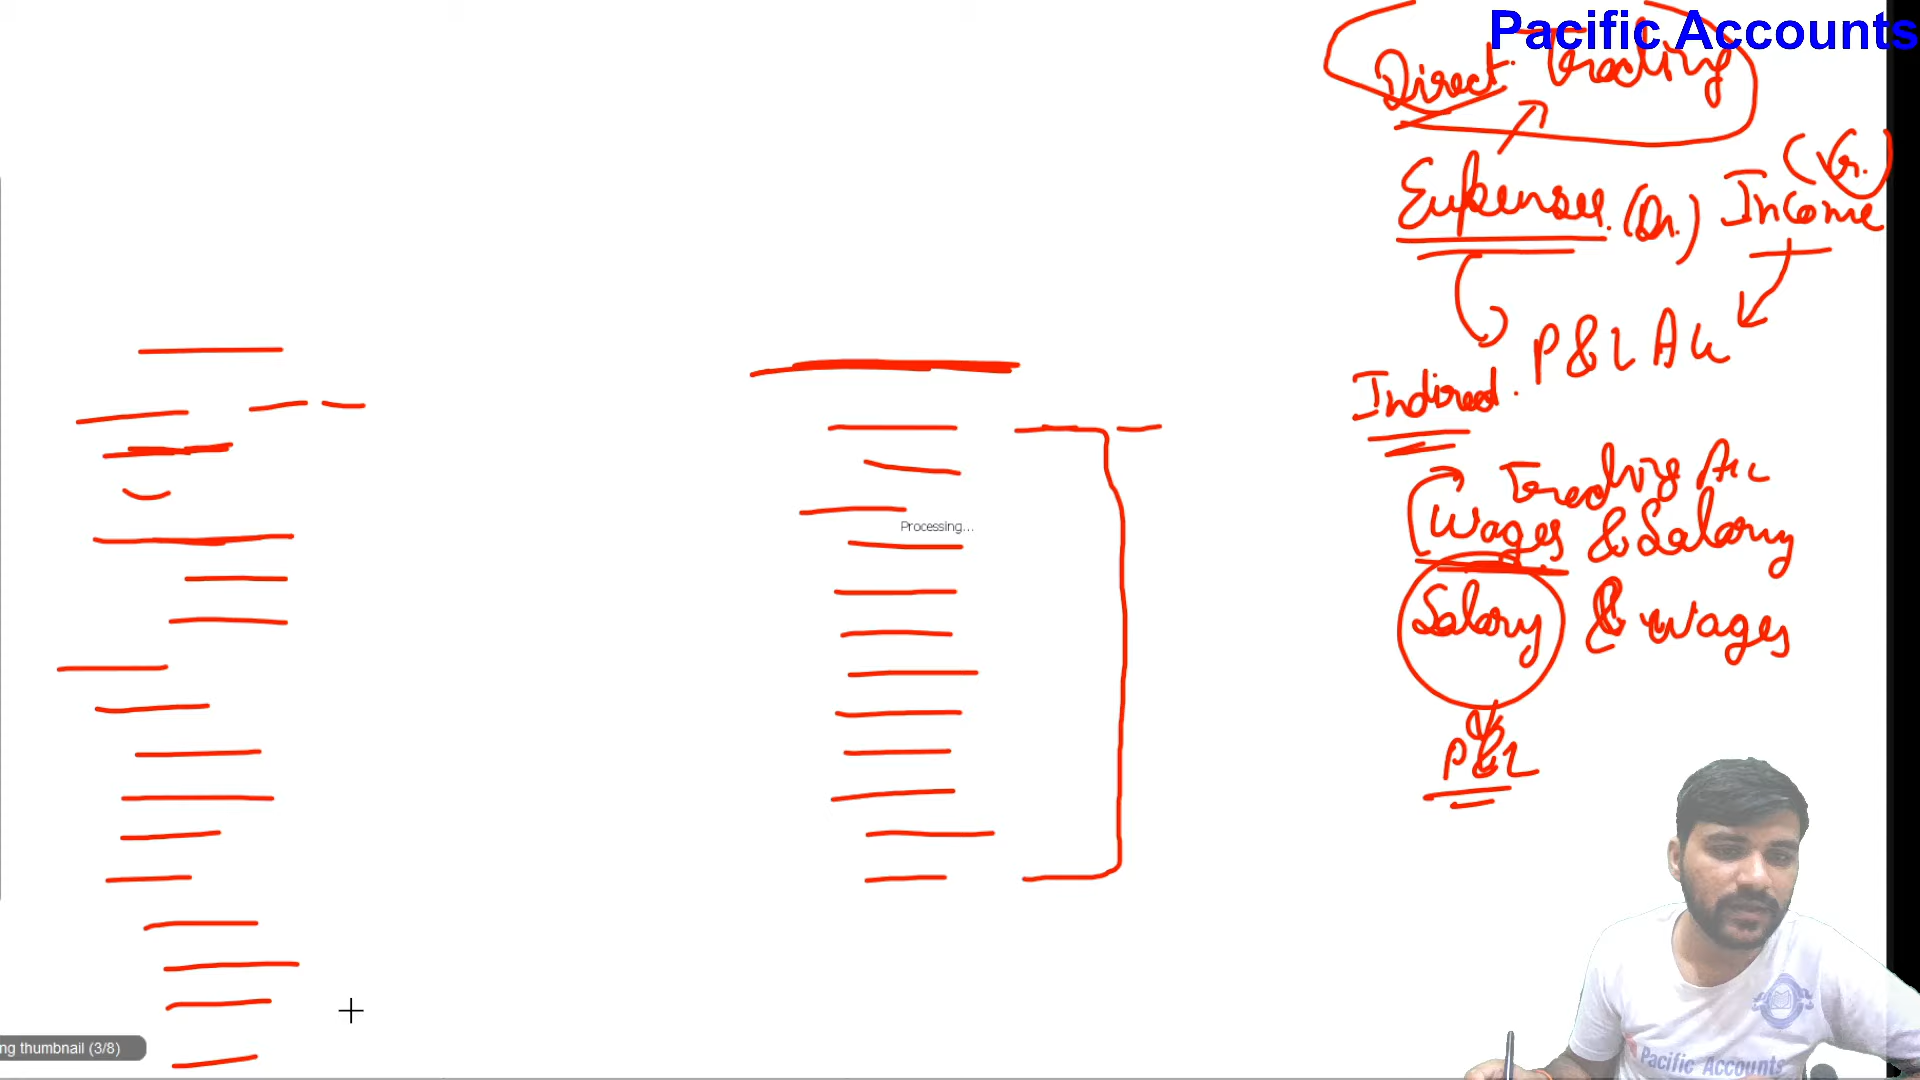 Pacific Accounts
Direct Trading
(Cr.)
Expenses (Dr.) Income
P&L A/c
Indirect.
Trading A/c
Wages & Salary
Salary & Wages
P&L
Processing...
ng thumbnail (3/8)
Pacific Accounts